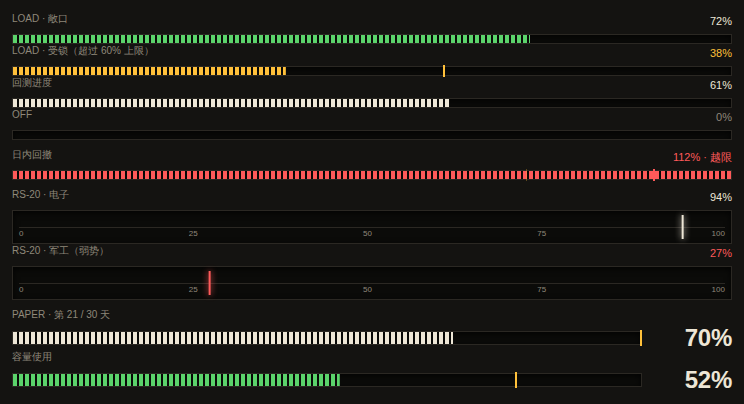 LOAD · 敞口
72%
LOAD · 受锁（超过 60% 上限）
38%
回测进度
61%
OFF
0%
日内回撤
112% · 越限
RS-20 · 电子
94%
0 25 50 75 100
RS-20 · 军工（弱势）
27%
0 25 50 75 100
PAPER · 第 21 / 30 天
70%
容量使用
52%